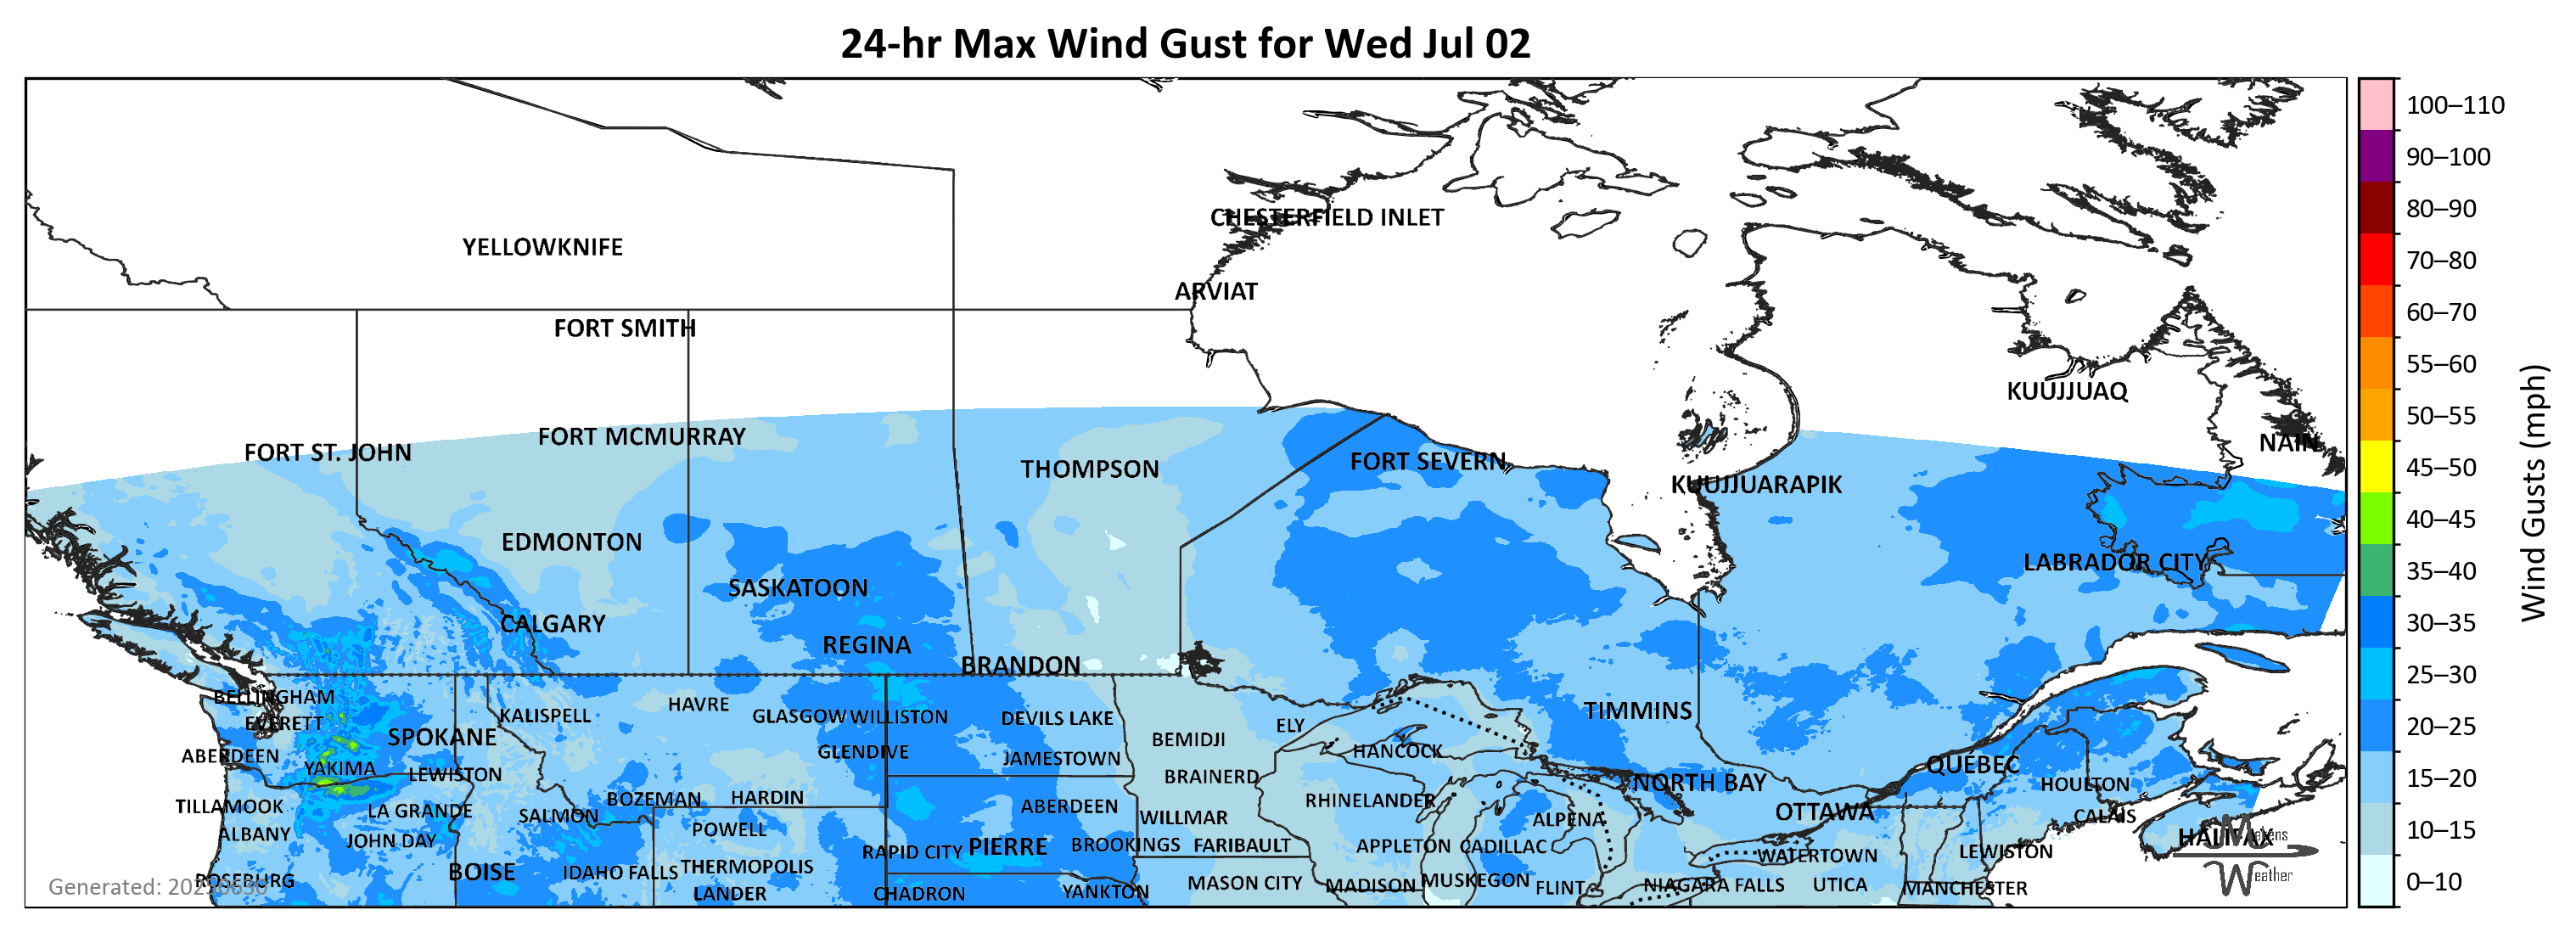 24-hr Max Wind Gust for Wed Jul 02
100–110
90–100
80–90
70–80
60–70
55–60
50–55
45–50
40–45
35–40
30–35
25–30
20–25
15–20
10–15
0–10
Wind Gusts (mph)
CHESTERFIELD INLET
YELLOWKNIFE
ARVIAT
FORT SMITH
KUUJJUAQ
FORT MCMURRAY
NAIN
FORT ST. JOHN
FORT SEVERN
THOMPSON
KUUJJUARAPIK
EDMONTON
LABRADOR CITY
SASKATOON
CALGARY
REGINA
BRANDON
BELLINGHAM
HAVRE
TIMMINS
KALISPELL
GLASGOW
WILLISTON
DEVILS LAKE
EVERETT
ELY
SPOKANE
BEMIDJI
HANCOCK
GLENDIVE
ABERDEEN
JAMESTOWN
QUÉBEC
YAKIMA
LEWISTON
BRAINERD
NORTH BAY
HOULTON
BOZEMAN
HARDIN
RHINELANDER
TILLAMOOK
ABERDEEN
LA GRANDE
OTTAWA
SALMON
CALAIS
WILLMAR
ALPENA
POWELL
ALBANY
HALIFAX
Makens
Weather
JOHN DAY
BROOKINGS
FARIBAULT
APPLETON
CADILLAC
PIERRE
RAPID CITY
LEWISTON
WATERTOWN
THERMOPOLIS
BOISE
IDAHO FALLS
ROSEBURG
MUSKEGON
MASON CITY
MADISON
NIAGARA FALLS
UTICA
FLINT
MANCHESTER
YANKTON
LANDER
CHADRON
Generated: 20250630